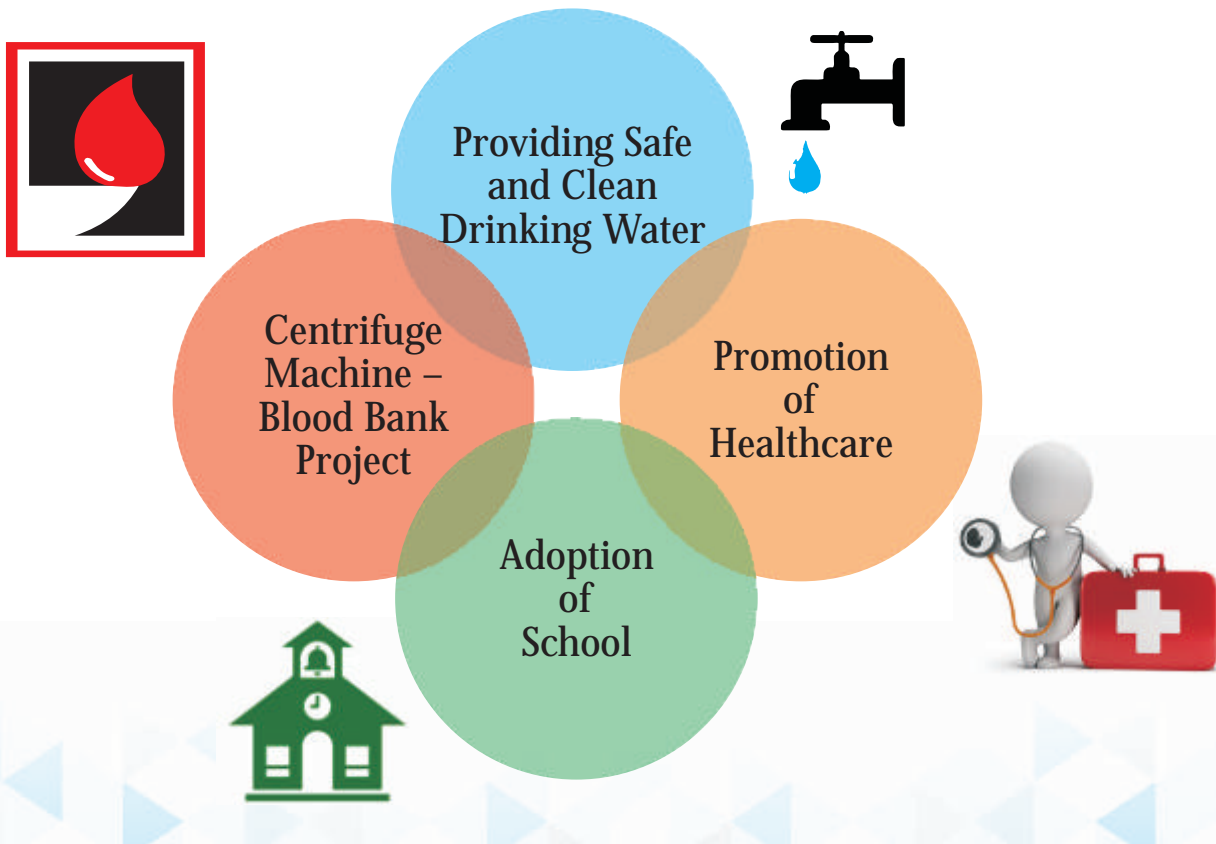 Providing Safe
and Clean
Drinking Water
Centrifuge
Machine –
Blood Bank
Project
Promotion
of
Healthcare
Adoption
of
School